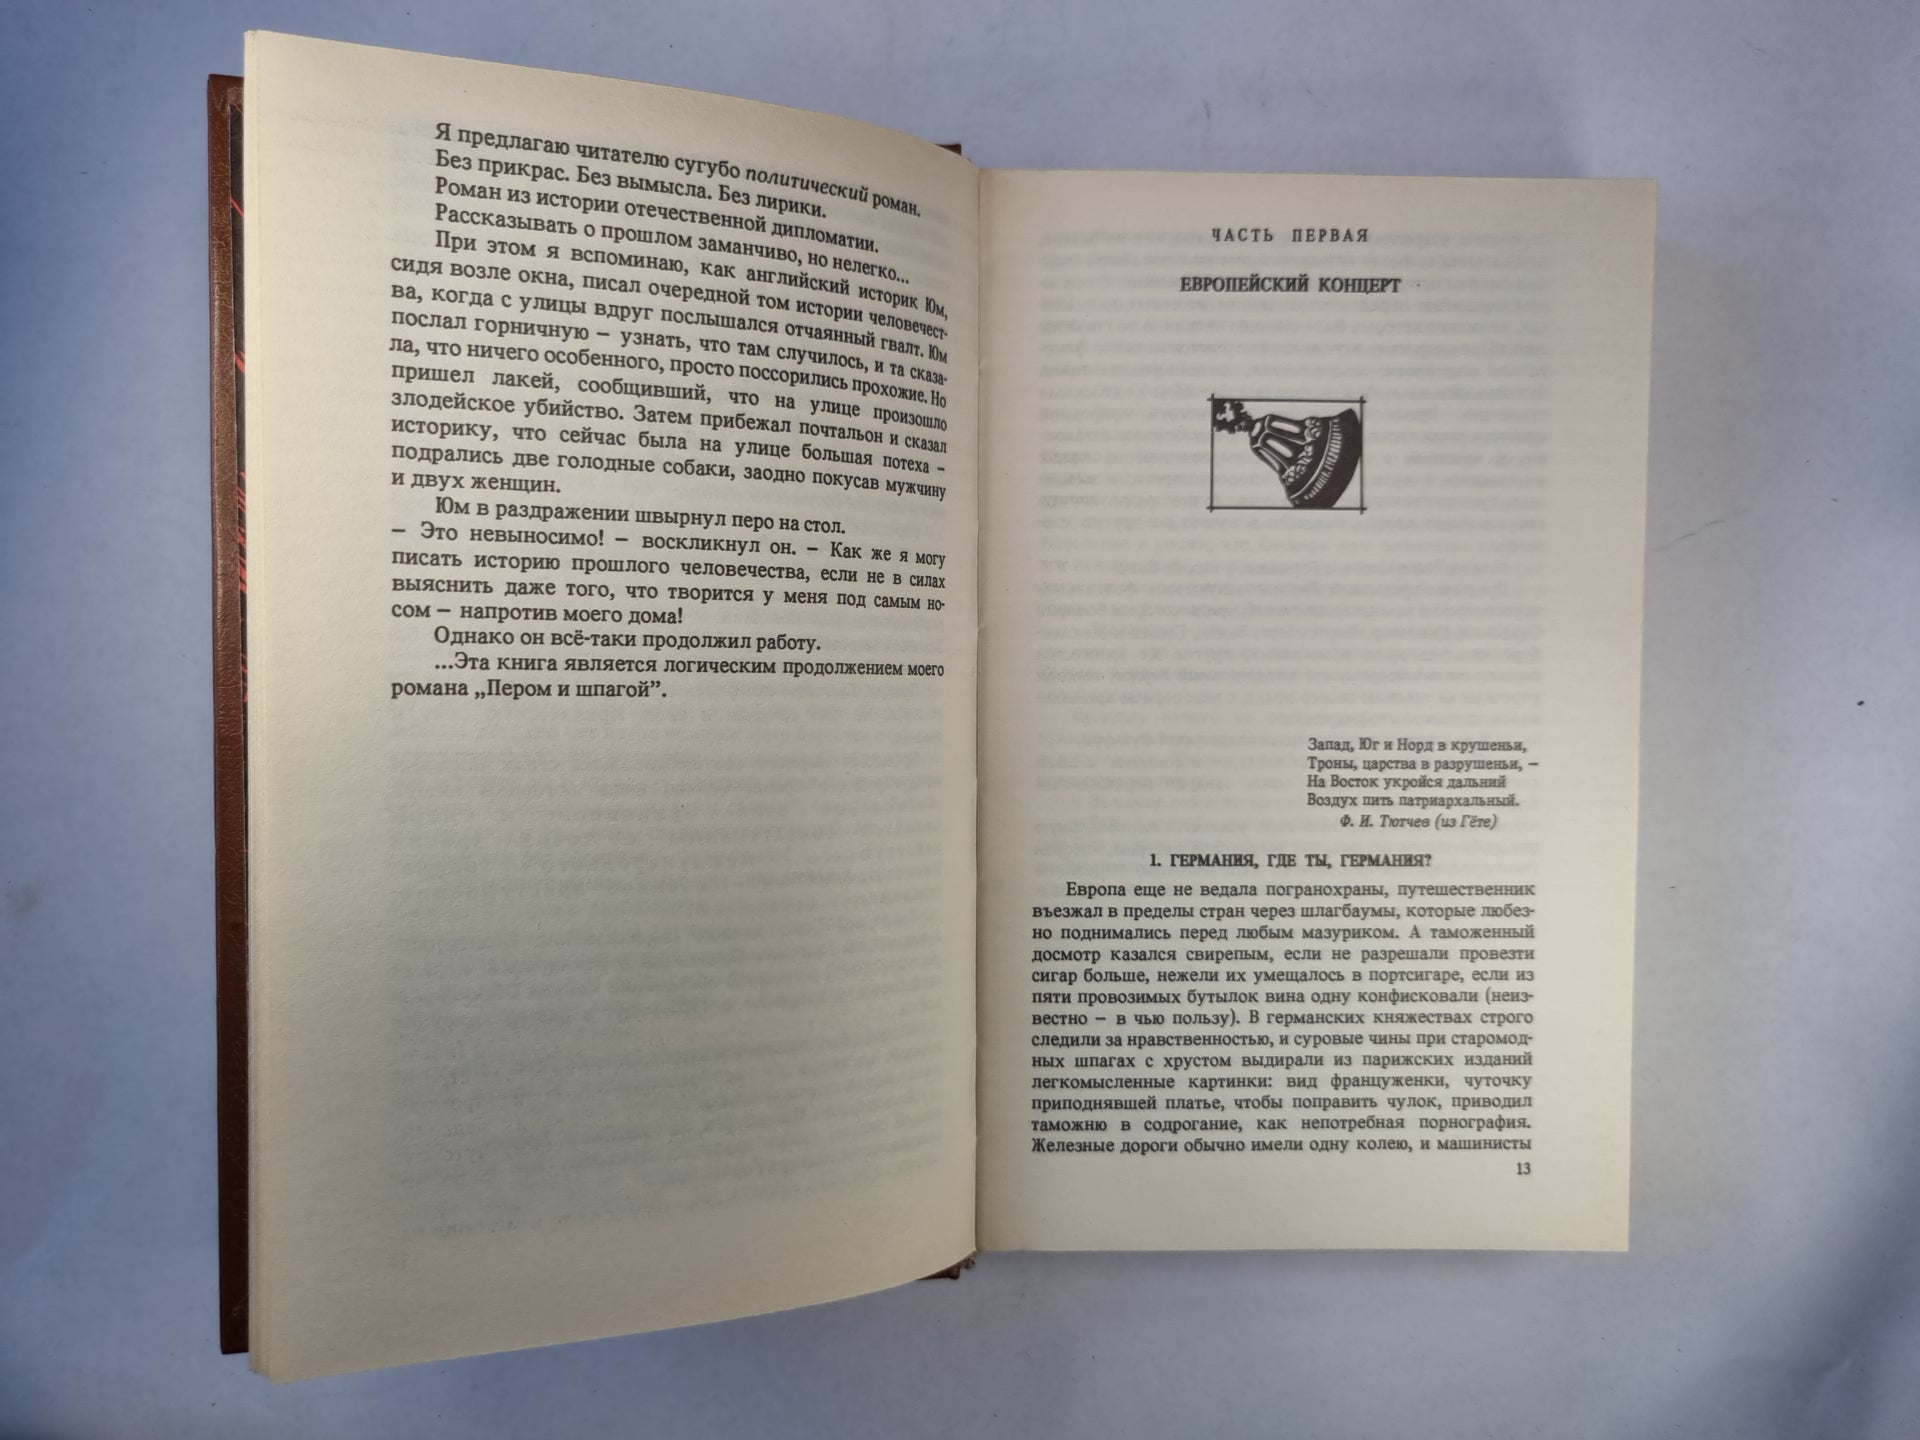 Я предлагаю читателю сугубо политический роман.
Без прикрас. Без вымысла. Без лирики.
Роман из истории отечественной дипломатии.
Рассказывать о прошлом заманчиво, но нелегко...
При этом я вспоминаю, как английский историк Юм,
сидя возле окна, писал очередной том истории человечест-
ва, когда с улицы вдруг послышался отчаянный гвалт. Юм
послал горничную – узнать, что там случилось, и та сказа-
ла, что ничего особенного, просто поссорились прохожие. Но
пришел лакей, сообщивший, что на улице произошло
злодейское убийство. Затем прибежал почтальон и сказал
историку, что сейчас была на улице большая потеха –
подрались две голодные собаки, заодно покусав мужчину
и двух женщин.
Юм в раздражении швырнул перо на стол.
– Это невыносимо! – воскликнул он. – Как же я могу
писать историю прошлого человечества, если не в силах
выяснить даже того, что творится у меня под самым но-
сом – напротив моего дома!
Однако он всё-таки продолжил работу.
...Эта книга является логическим продолжением моего
романа „Пером и шпагой”.
ЧАСТЬ ПЕРВАЯ
ЕВРОПЕЙСКИЙ КОНЦЕРТ
Запад, Юг и Норд в крушеньи,
Троны, царства в разрушеньи, –
На Восток укройся дальний
Воздух пить патриархальный.
Ф. И. Тютчев (из Гёте)
1. ГЕРМАНИЯ, ГДЕ ТЫ, ГЕРМАНИЯ?
Европа еще не ведала погранохраны, путешественник
въезжал в пределы стран через шлагбаумы, которые любез-
но поднимались перед любым мазуриком. А таможенный
досмотр казался свирепым, если не разрешали провезти
сигар больше, нежели их умещалось в портсигаре, если из
пяти провозимых бутылок вина одну конфисковали (неиз-
вестно – в чью пользу). В германских княжествах строго
следили за нравственностью, и суровые чины при старомод-
ных шпагах с хрустом выдирали из парижских изданий
легкомысленные картинки: вид француженки, чуточку
приподнявшей платье, чтобы поправить чулок, приводил
таможню в содрогание, как непотребная порнография.
Железные дороги обычно имели одну колею, и машинисты
13